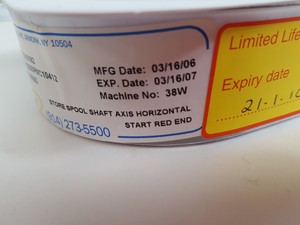 NY 10504
MFG Date: 03/16/06
EXP. Date: 03/16/07
Machine No: 38W
STORE SPOOL SHAFT AXIS HORIZONTAL
START RED END
(914) 273-5500
Limited Life
Expiry date
21-1-